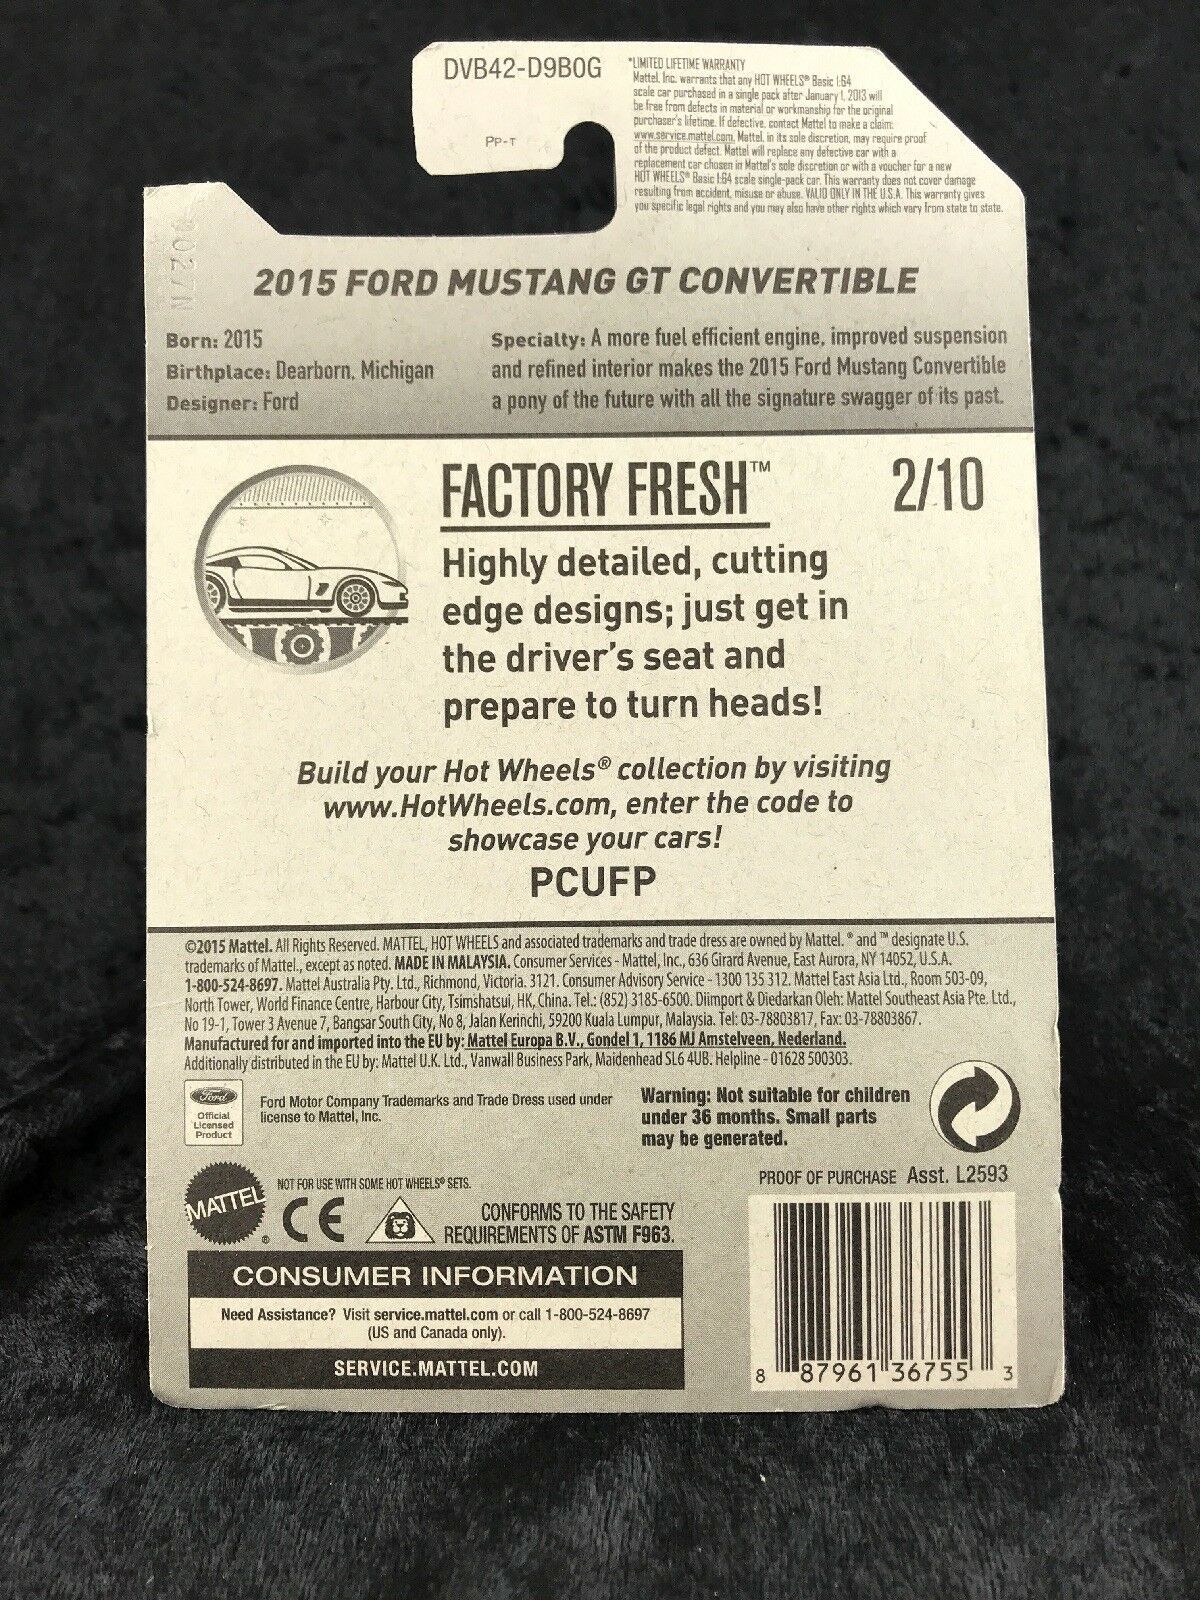 DVB42-D9B0G
PP-T
*LIMITED LIFETIME WARRANTY
Mattel, Inc. warrants that any HOT WHEELS® Basic 1:64
scale car purchased in a single pack after January 1, 2013 will
be free from defects in material or workmanship for the original
purchaser's lifetime. If defective, contact Mattel to make a claim:
www.service.mattel.com. Mattel, in its sole discretion, may require proof
of the product defect. Mattel will replace any defective car with a
replacement car chosen in Mattel's sole discretion or with a voucher for a new
HOT WHEELS® Basic 1:64 scale single-pack car. This warranty does not cover damage
resulting from accident, misuse or abuse. VALID ONLY IN THE U.S.A. This warranty gives
you specific legal rights and you may also have other rights which vary from state to state.
2015 FORD MUSTANG GT CONVERTIBLE
Born: 2015
Birthplace: Dearborn, Michigan
Designer: Ford
Specialty: A more fuel efficient engine, improved suspension
and refined interior makes the 2015 Ford Mustang Convertible
a pony of the future with all the signature swagger of its past.
FACTORY FRESH™ 2/10
Highly detailed, cutting
edge designs; just get in
the driver's seat and
prepare to turn heads!
Build your Hot Wheels® collection by visiting
www.HotWheels.com, enter the code to
showcase your cars!
PCUFP
©2015 Mattel. All Rights Reserved. MATTEL, HOT WHEELS and associated trademarks and trade dress are owned by Mattel. ® and ™ designate U.S.
trademarks of Mattel., except as noted. MADE IN MALAYSIA. Consumer Services - Mattel, Inc., 636 Girard Avenue, East Aurora, NY 14052, U.S.A.
1-800-524-8697. Mattel Australia Pty. Ltd., Richmond, Victoria. 3121. Consumer Advisory Service - 1300 135 312. Mattel East Asia Ltd., Room 503-09,
North Tower, World Finance Centre, Harbour City, Tsimshatsui, HK, China. Tel.: (852) 3185-6500. Diimport & Diedarkan Oleh: Mattel Southeast Asia Pte. Ltd.,
No 19-1, Tower 3 Avenue 7, Bangsar South City, No 8, Jalan Kerinchi, 59200 Kuala Lumpur, Malaysia. Tel: 03-78803817, Fax: 03-78803867.
Manufactured for and imported into the EU by: Mattel Europa B.V., Gondel 1, 1186 MJ Amstelveen, Nederland.
Additionally distributed in the EU by: Mattel U.K. Ltd., Vanwall Business Park, Maidenhead SL6 4UB. Helpline - 01628 500303.
Ford
Official
Licensed
Product
Ford Motor Company Trademarks and Trade Dress used under
license to Mattel, Inc.
Warning: Not suitable for children
under 36 months. Small parts
may be generated.
PROOF OF PURCHASE Asst. L2593
MATTEL®
NOT FOR USE WITH SOME HOT WHEELS® SETS.
CE
CONFORMS TO THE SAFETY
REQUIREMENTS OF ASTM F963.
CONSUMER INFORMATION
Need Assistance? Visit service.mattel.com or call 1-800-524-8697
(US and Canada only).
SERVICE.MATTEL.COM
8 87961 36755 3